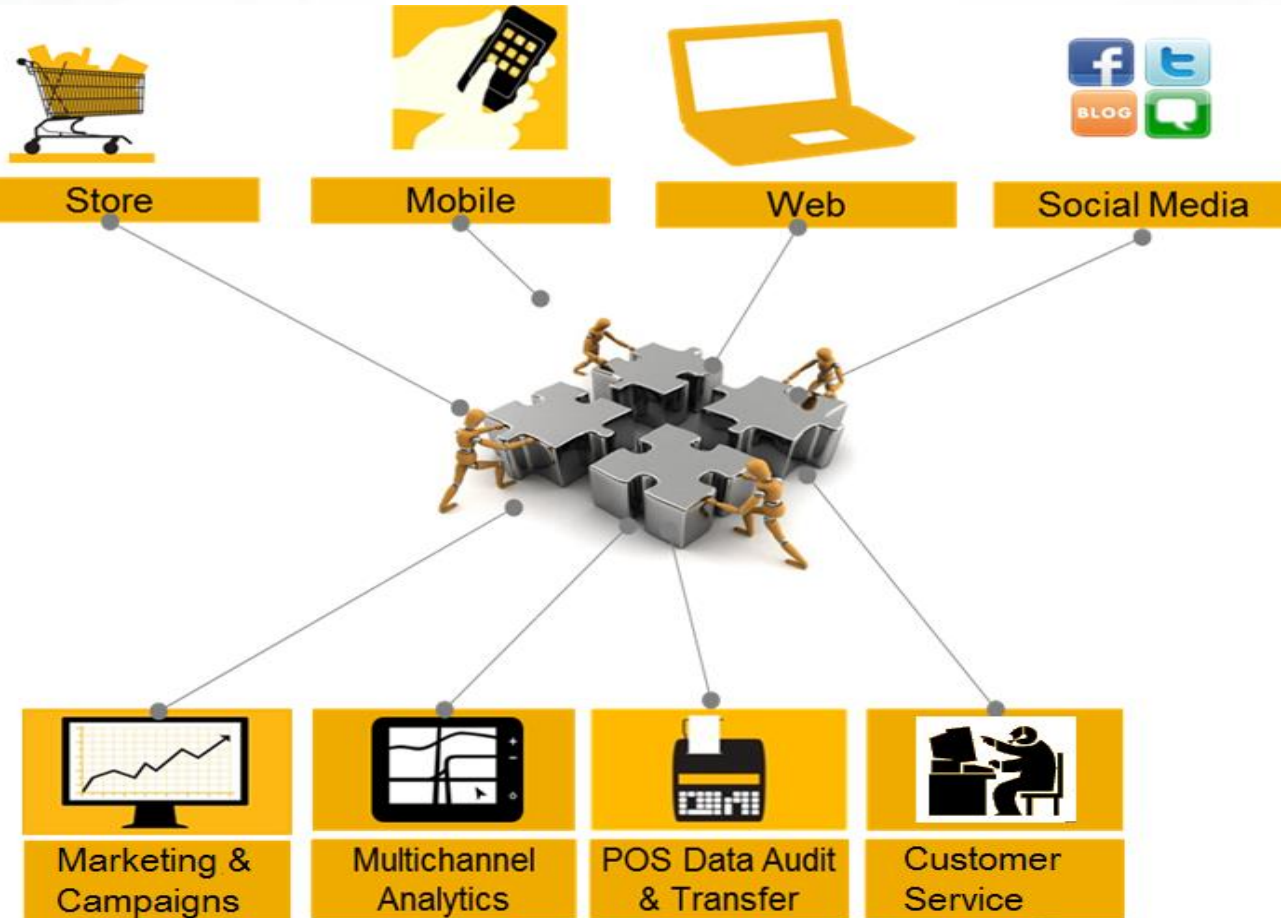 f
t
BLOG
Store
Mobile
Web
Social Media
Marketing &
Campaigns
Multichannel
Analytics
POS Data Audit
& Transfer
Customer
Service